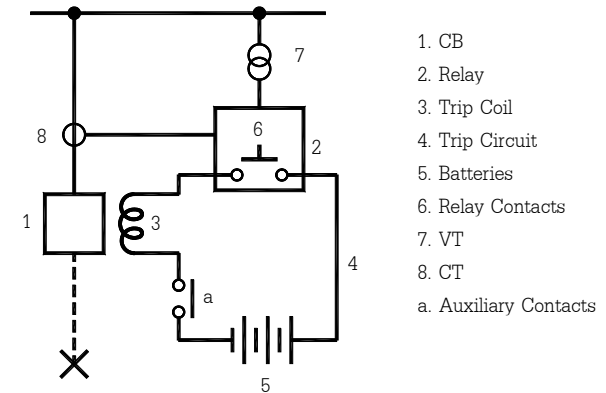 7
6
8
2
1
3
4
a
5
1. CB
2. Relay
3. Trip Coil
4. Trip Circuit
5. Batteries
6. Relay Contacts
7. VT
8. CT
a. Auxiliary Contacts